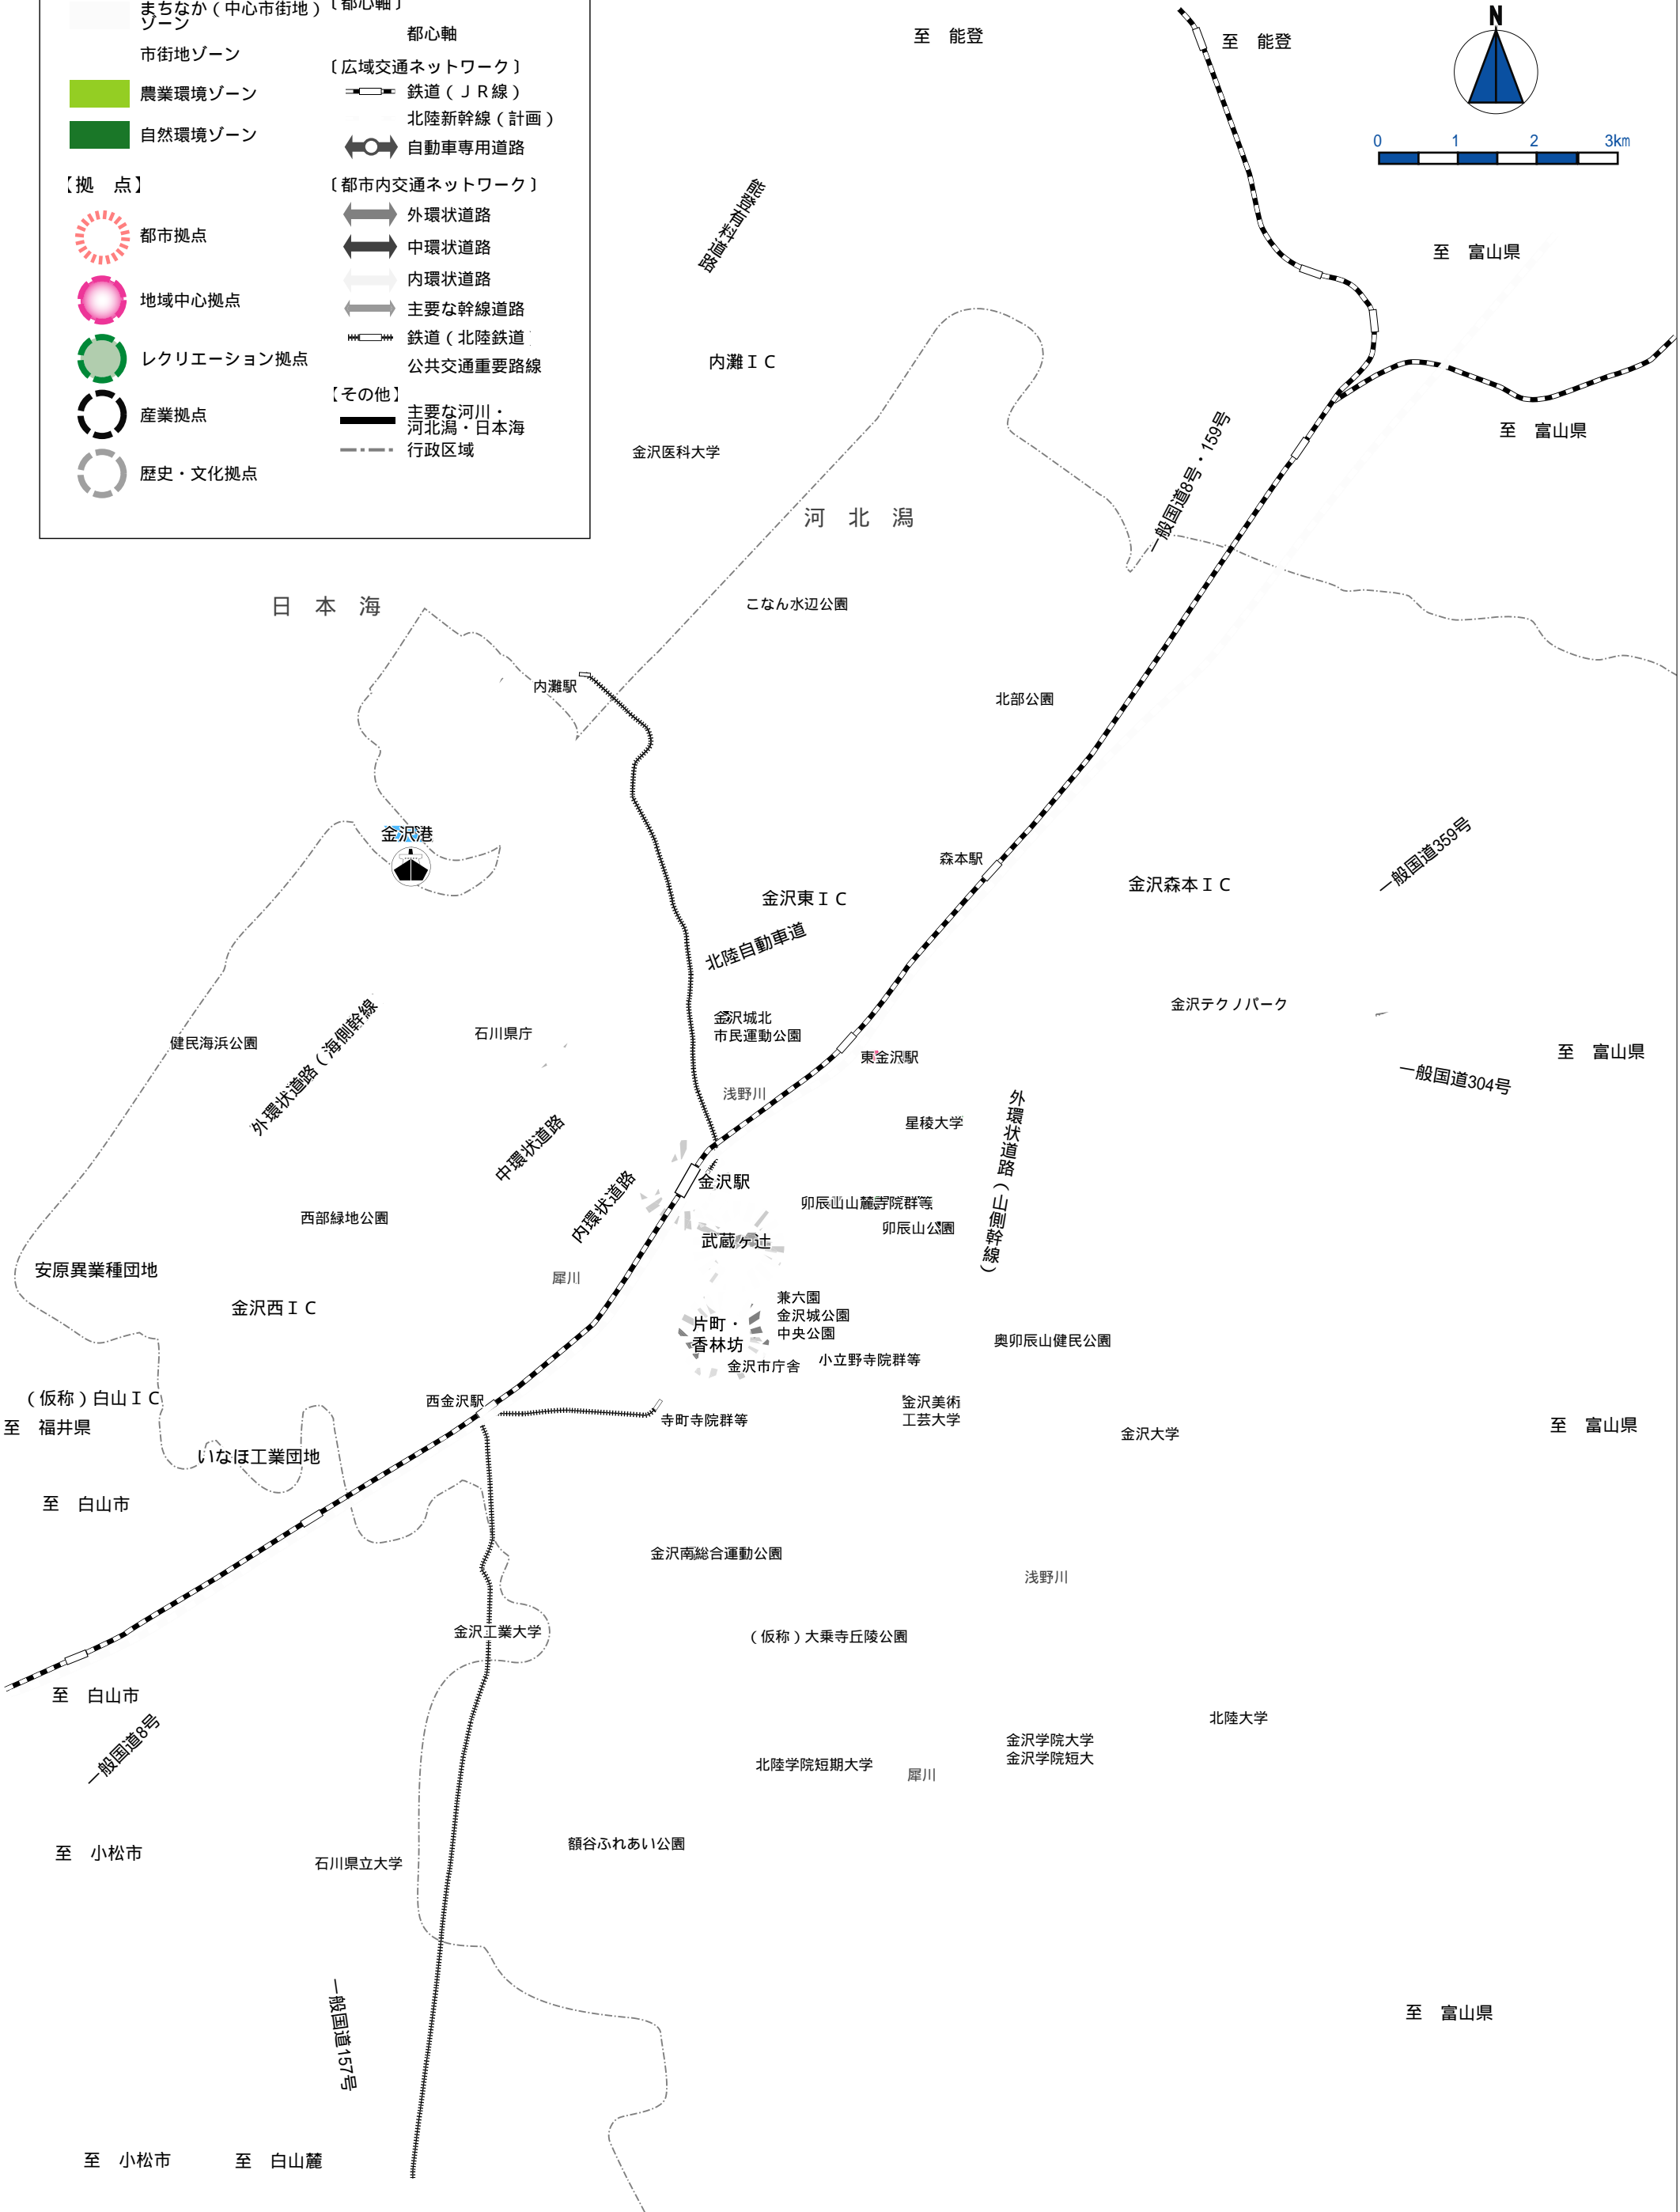 まちなか（中心市街地）
ゾーン
市街地ゾーン
農業環境ゾーン
自然環境ゾーン
【拠　点】
都市拠点
地域中心拠点
レクリエーション拠点
産業拠点
歴史・文化拠点
〔都心軸〕
都心軸
〔広域交通ネットワーク〕
鉄道（ＪＲ線）
北陸新幹線（計画）
自動車専用道路
〔都市内交通ネットワーク〕
外環状道路
中環状道路
内環状道路
主要な幹線道路
鉄道（北陸鉄道
公共交通重要路線
【その他】
主要な河川・
河北潟・日本海
行政区域
至　能登
至　能登
N
0 1 2 3km
能登有料道路
至　富山県
内灘ＩＣ
至　富山県
金沢医科大学
一般国道8号・159号
河　北　潟
日　本　海
こなん水辺公園
内灘駅
北部公園
金沢港
森本駅
一般国道359号
金沢東ＩＣ
金沢森本ＩＣ
北陸自動車道
金沢テクノパーク
外環状道路（海側幹線
健民海浜公園
石川県庁
金沢城北
市民運動公園
東金沢駅
至　富山県
一般国道304号
浅野川
星稜大学
外環状道路（山側幹線）
中環状道路
内環状道路
金沢駅
卯辰山山麓寺院群等
卯辰山公園
西部緑地公園
武蔵ヶ辻
安原異業種団地
犀川
金沢西ＩＣ
兼六園
金沢城公園
中央公園
片町・
香林坊
奥卯辰山健民公園
金沢市庁舎
小立野寺院群等
（仮称）白山ＩＣ
西金沢駅
金沢美術
工芸大学
至　福井県
寺町寺院群等
金沢大学
至　富山県
いなほ工業団地
至　白山市
金沢南総合運動公園
浅野川
金沢工業大学
（仮称）大乗寺丘陵公園
至　白山市
一般国道8号
北陸大学
金沢学院大学
金沢学院短大
北陸学院短期大学
犀川
至　小松市
額谷ふれあい公園
石川県立大学
一般国道157号
至　富山県
至　小松市
至　白山麓